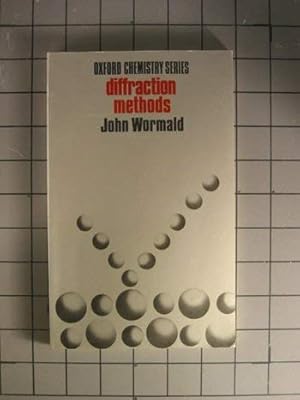 OXFORD CHEMISTRY SERIES
diffraction
methods
John Wormald